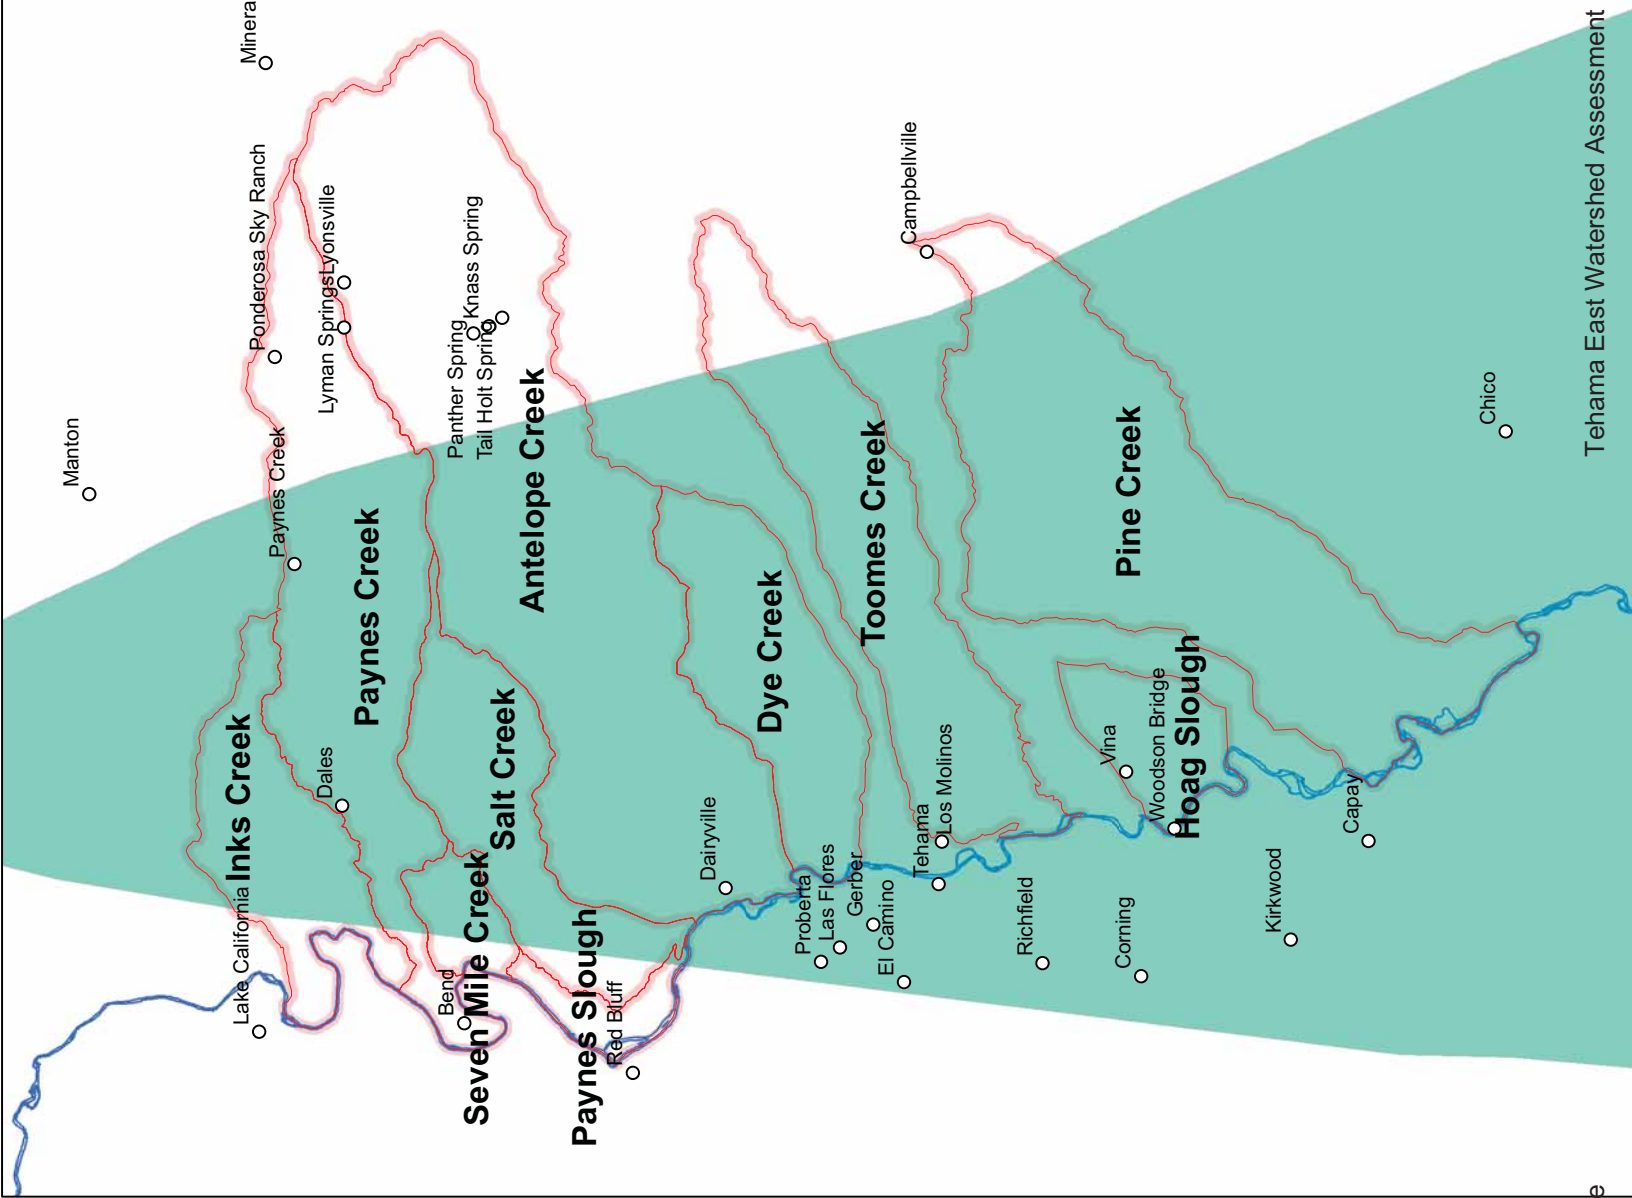 Manton
Mineral
Ponderosa Sky Ranch
Lyonsville
Lyman Springs
Paynes Creek
Knass Spring
Panther Spring
Tail Holt Spring
Campbellville
Inks Creek
Paynes Creek
Antelope Creek
Salt Creek
Dye Creek
Toomes Creek
Pine Creek
Hoag Slough
Seven Mile Creek
Paynes Slough
Lake California
Dales
Bend
Red Bluff
Dairyville
Proberta
Las Flores
Gerber
El Camino
Tehama
Los Molinos
Richfield
Corning
Vina
Woodson Bridge
Kirkwood
Capay
Chico
Tehama East Watershed Assessment
e